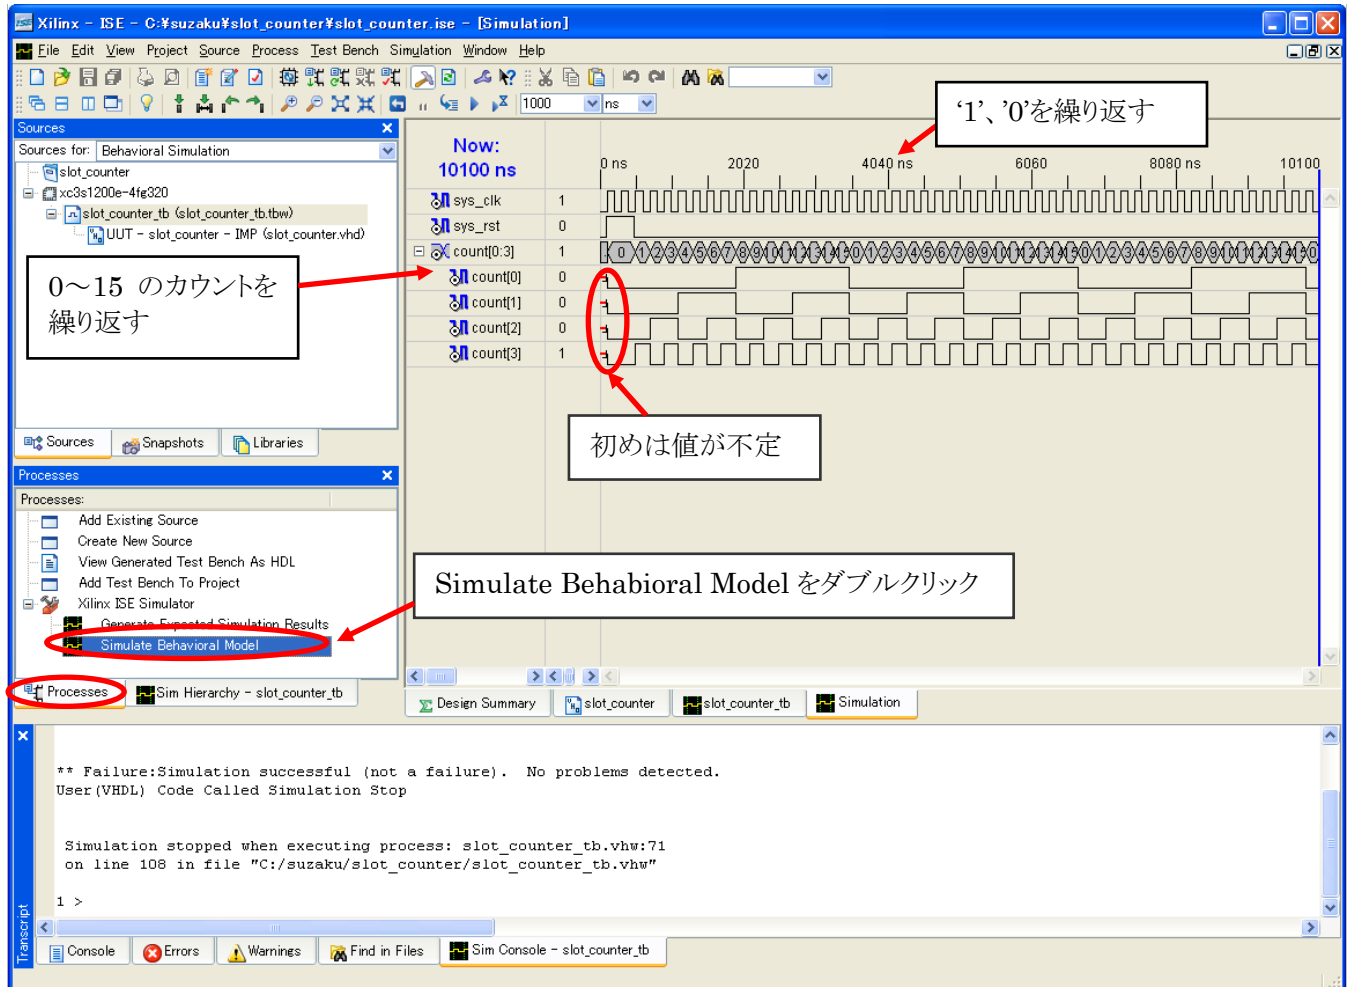 Xilinx - ISE - C:¥suzaku¥slot_counter¥slot_counter.ise - [Simulation]
File Edit View Project Source Process Test Bench Simulation Window Help
1000 ns
‘1’、’0’を繰り返す
Sources
Sources for: Behavioral Simulation
slot_counter
xc3s1200e-4fg320
slot_counter_tb (slot_counter_tb.tbw)
UUT - slot_counter - IMP (slot_counter.vhd)
0～15 のカウントを
繰り返す
Sources Snapshots Libraries
Now:
10100 ns
0 ns 2020 4040 ns 6060 8080 ns 10100
sys_clk 1
sys_rst 0
count[0:3] 1
count[0] 0
count[1] 0
count[2] 0
count[3] 1
初めは値が不定
Processes
Processes:
Add Existing Source
Create New Source
View Generated Test Bench As HDL
Add Test Bench To Project
Xilinx ISE Simulator
Generate Expected Simulation Results
Simulate Behavioral Model
Simulate Behabioral Model をダブルクリック
Processes Sim Hierarchy - slot_counter_tb
Design Summary slot_counter slot_counter_tb Simulation
** Failure:Simulation successful (not a failure).  No problems detected.
User(VHDL) Code Called Simulation Stop
Simulation stopped when executing process: slot_counter_tb.vhw:71
on line 108 in file "C:/suzaku/slot_counter/slot_counter_tb.vhw"
1 >
Transcript
Console Errors Warnings Find in Files Sim Console - slot_counter_tb